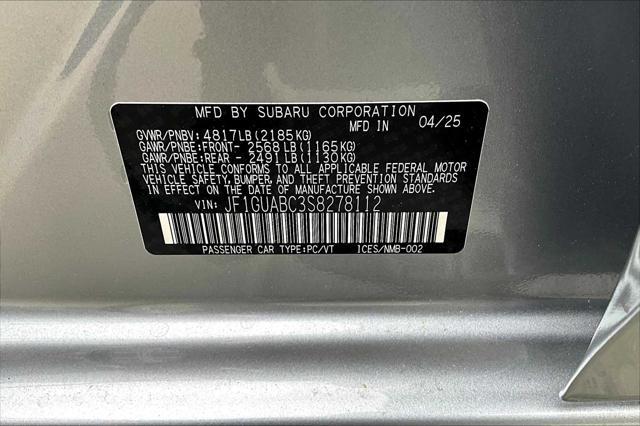 MFD BY SUBARU CORPORATION
MFD IN 04/25
GVWR/PNBV: 4817LB(2185KG)
GAWR/PNBE:FRONT- 2568LB(1165KG)
GAWR/PNBE:REAR - 2491LB(1130KG)
THIS VEHICLE CONFORMS TO ALL APPLICABLE FEDERAL MOTOR
VEHICLE SAFETY, BUMPER, AND THEFT PREVENTION STANDARDS
IN EFFECT ON THE DATE OF MANUFACTURE SHOWN ABOVE.
VIN: JF1GUABC3S8278112
PASSENGER CAR TYPE:PC/VT ICES/NMB-002